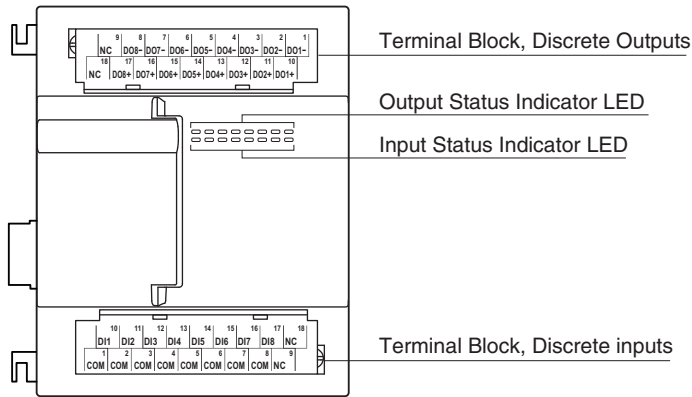 9 8 7 6 5 4 3 2 1
NC DO8- DO7- DO6- DO5- DO4- DO3- DO2- DO1-
18 17 16 15 14 13 12 11 10
NC DO8+ DO7+ DO6+ DO5+ DO4+ DO3+ DO2+ DO1+
Terminal Block, Discrete Outputs
Output Status Indicator LED
Input Status Indicator LED
10 11 12 13 14 15 16 17 18
DI1 DI2 DI3 DI4 DI5 DI6 DI7 DI8 NC
1 2 3 4 5 6 7 8 9
COM COM COM COM COM COM COM COM NC
Terminal Block, Discrete inputs